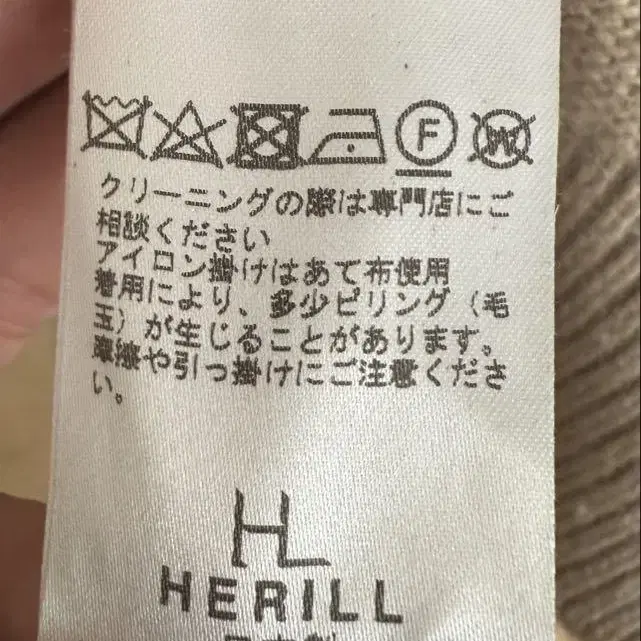 F W
クリーニングの際は専門店にご
相談ください
アイロン掛けはあて布使用
着用により、多少ピリング（毛
玉）が生じることがあります。
摩擦や引っ掛けにご注意くださ
い。
HL
HERILL
日本製